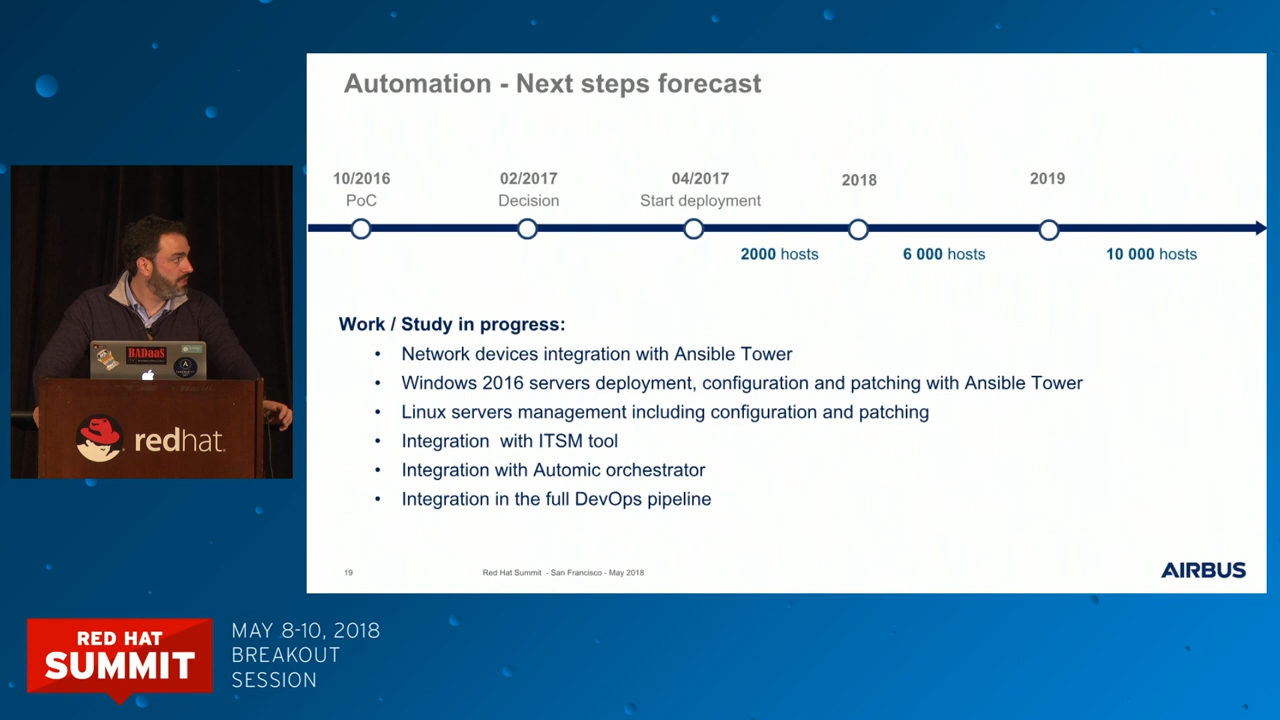 Automation - Next steps forecast
10/2016
PoC
02/2017
Decision
04/2017
Start deployment
2018
2019
2000 hosts
6 000 hosts
10 000 hosts
Work / Study in progress:
• Network devices integration with Ansible Tower
• Windows 2016 servers deployment, configuration and patching with Ansible Tower
• Linux servers management including configuration and patching
• Integration with ITSM tool
• Integration with Automic orchestrator
• Integration in the full DevOps pipeline
19
Red Hat Summit - San Francisco - May 2018
AIRBUS
BADaaS
redhat.
RED HAT
SUMMIT
MAY 8-10, 2018
BREAKOUT
SESSION